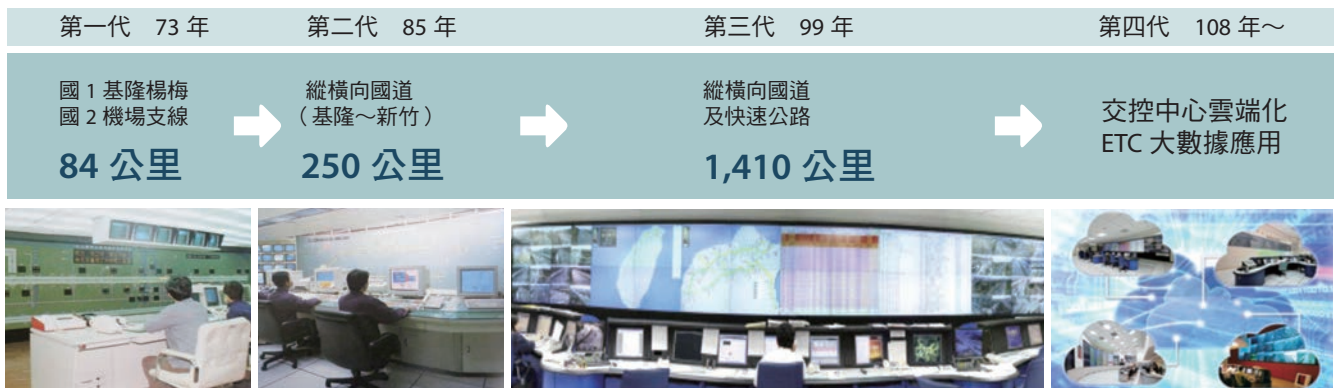 第一代　73 年
第二代　85 年
第三代　99 年
第四代　108 年～
國 1 基隆楊梅
國 2 機場支線
84 公里
縱橫向國道
（基隆～新竹）
250 公里
縱橫向國道
及快速公路
1,410 公里
交控中心雲端化
ETC 大數據應用